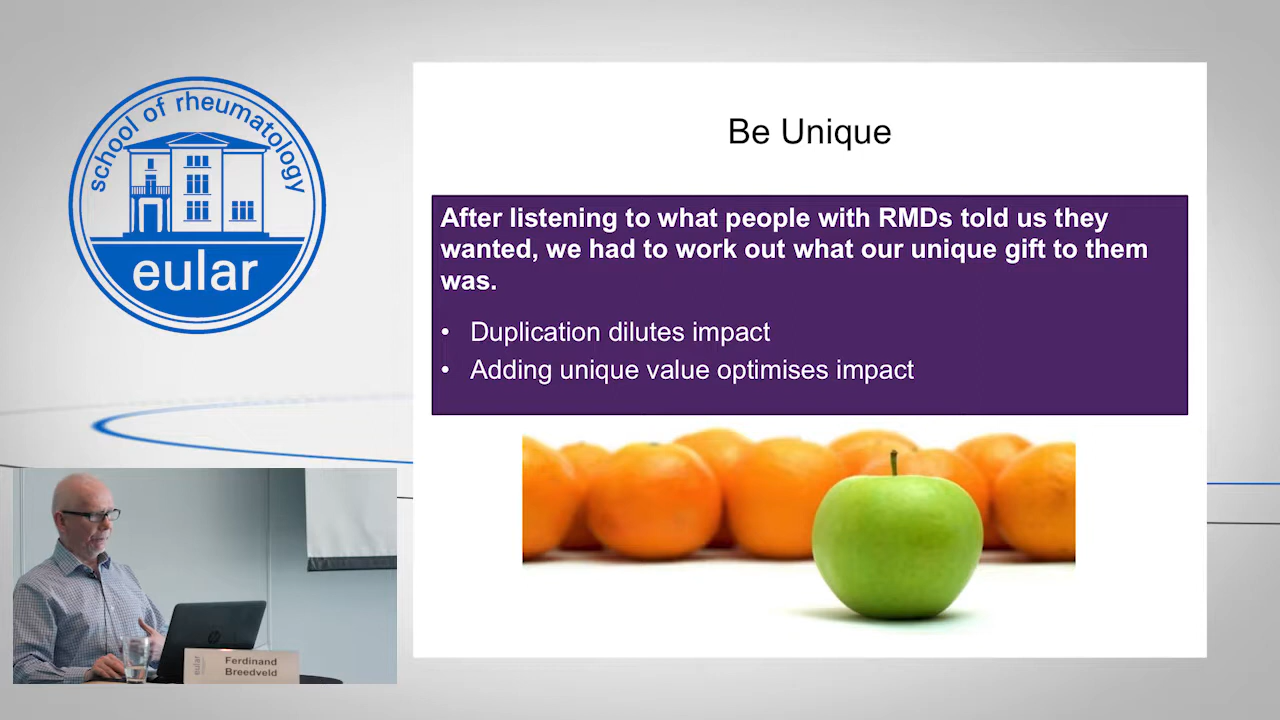 school of rheumatology
eular
Be Unique
After listening to what people with RMDs told us they
wanted, we had to work out what our unique gift to them
was.
• Duplication dilutes impact
• Adding unique value optimises impact
hp
eular
Ferdinand
Breedveld